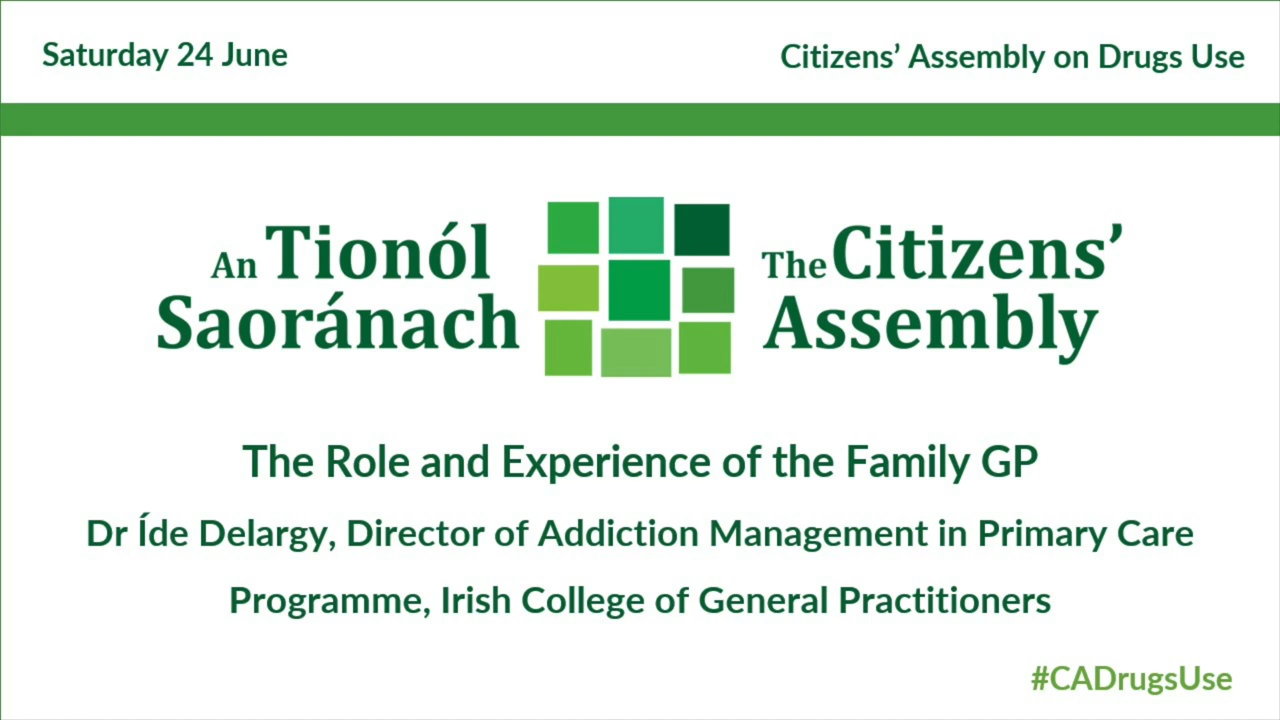 Saturday 24 June
Citizens’ Assembly on Drugs Use
An Tionól
Saoránach
The Citizens’
Assembly
The Role and Experience of the Family GP
Dr Íde Delargy, Director of Addiction Management in Primary Care
Programme, Irish College of General Practitioners
#CADrugsUse